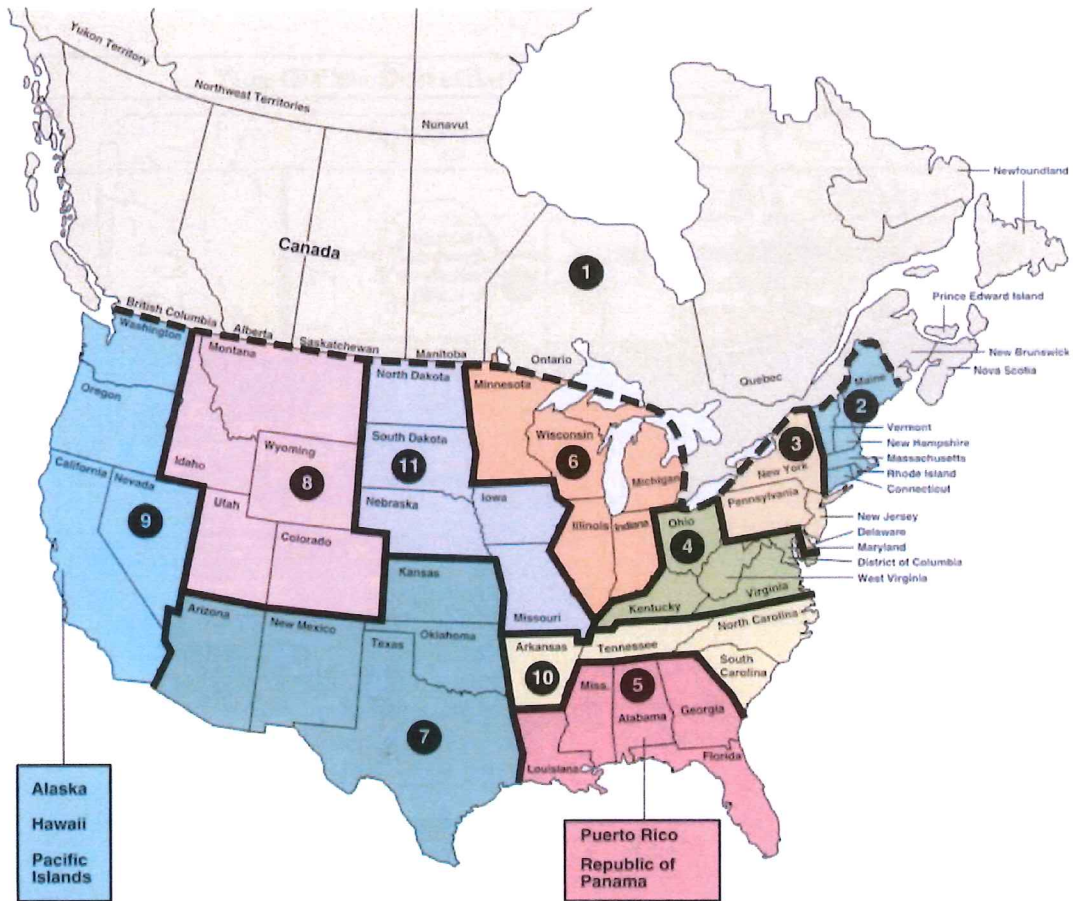 Yukon Territory
Northwest Territories
Nunavut
Newfoundland
Canada
1
Prince Edward Island
British Columbia
Alberta
Saskatchewan
Manitoba
Ontario
Quebec
New Brunswick
Nova Scotia
Washington
Montana
North Dakota
Minnesota
Maine
2
Oregon
South Dakota
Wisconsin
3
Vermont
New Hampshire
Massachusetts
Rhode Island
Connecticut
Idaho
Wyoming
8
11
6
Michigan
New York
California
Nevada
Utah
Nebraska
Iowa
Pennsylvania
9
Colorado
Illinois
Indiana
Ohio
4
New Jersey
Delaware
Maryland
District of Columbia
West Virginia
Kansas
Missouri
Kentucky
Virginia
Arizona
New Mexico
Texas
Oklahoma
Arkansas
10
Tennessee
North Carolina
South
Carolina
7
Miss.
5
Alabama
Georgia
Louisiana
Florida
Alaska
Hawaii
Pacific
Islands
Puerto Rico
Republic of
Panama